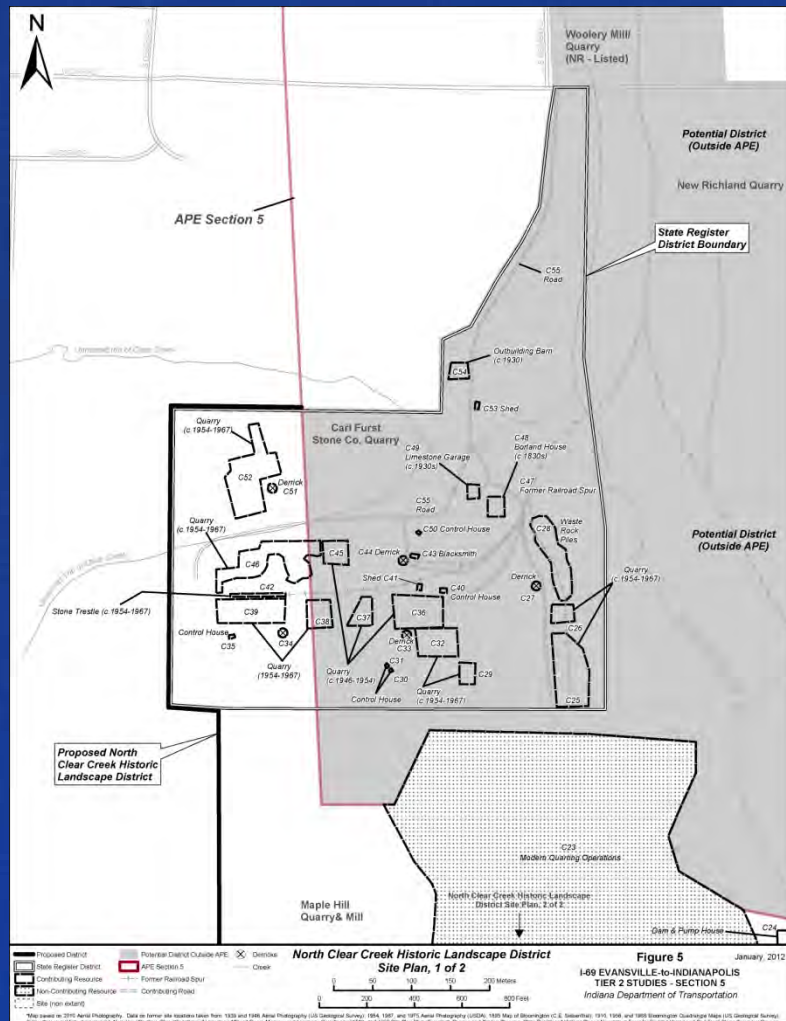 N
Woolery Mill/
Quarry
(NR - Listed)
Potential District
(Outside APE)
New Richland Quarry
APE Section 5
State Register
District Boundary
C55
Road
Outbuilding Barn
(c.1930)
C54
C53 Shed
Quarry
(c.1954-1967)
Carl Furst
Stone Co. Quarry
C49
Limestone Garage
(c.1930s)
C48
Borland House
(c.1830s)
C47
Former Railroad Spur
C52
Derrick
C51
C55
Road
C28
Waste
Rock
Piles
Potential District
(Outside APE)
Quarry
(c.1954-1967)
C50 Control House
C46
C45
C44 Derrick
C43 Blacksmith
Quarry
(c.1954-1967)
C42
Shed C41
C40
Control House
Derrick
C27
Stone Trestle (c.1954-1967)
C39
C38
C37
C36
C26
Control House
C35
C34
Derrick
C33
C32
Quarry
(1954-1967)
C31
C30
C29
Quarry
(c.1946-1954)
Control House
Quarry
(c.1954-1967)
C25
Proposed North
Clear Creek Historic
Landscape District
C23
Modern Quarrying Operations
Maple Hill
Quarry& Mill
North Clear Creek Historic Landscape
District Site Plan, 2 of 2
C24
Dam & Pump House
Proposed District
State Register District
Contributing Resource
Non-Contributing Resource
Site (non extant)
Potential District Outside APE
APE Section 5
Former Railroad Spur
Contributing Road
Derricks
Creek
North Clear Creek Historic Landscape District
Site Plan, 1 of 2
0 50 100 150 200 Meters
0 200 400 600 800 Feet
Figure 5
January, 2012
I-69 EVANSVILLE-to-INDIANAPOLIS
TIER 2 STUDIES - SECTION 5
Indiana Department of Transportation